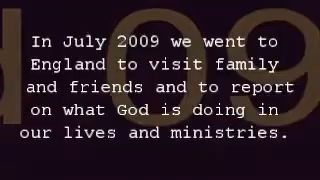 In July 2009 we went to
England to visit family
and friends and to report
on what God is doing in
our lives and ministries.